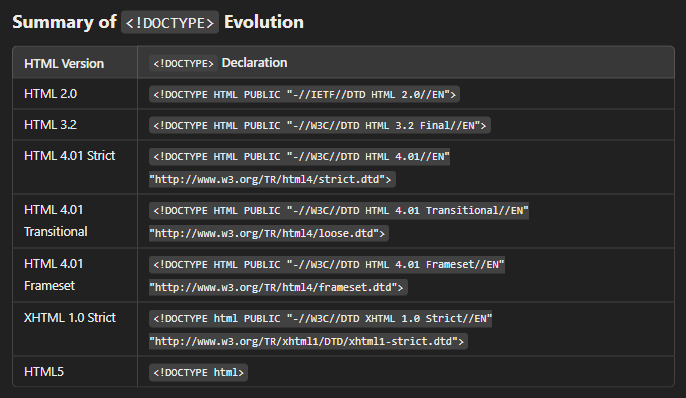 Summary of <!DOCTYPE> Evolution
HTML Version <!DOCTYPE> Declaration
HTML 2.0 <!DOCTYPE HTML PUBLIC "-//IETF//DTD HTML 2.0//EN">
HTML 3.2 <!DOCTYPE HTML PUBLIC "-//W3C//DTD HTML 3.2 Final//EN">
HTML 4.01 Strict <!DOCTYPE HTML PUBLIC "-//W3C//DTD HTML 4.01//EN"
"http://www.w3.org/TR/html4/strict.dtd">
HTML 4.01 <!DOCTYPE HTML PUBLIC "-//W3C//DTD HTML 4.01 Transitional//EN"
Transitional "http://www.w3.org/TR/html4/loose.dtd">
HTML 4.01 <!DOCTYPE HTML PUBLIC "-//W3C//DTD HTML 4.01 Frameset//EN"
Frameset "http://www.w3.org/TR/html4/frameset.dtd">
XHTML 1.0 Strict <!DOCTYPE html PUBLIC "-//W3C//DTD XHTML 1.0 Strict//EN"
"http://www.w3.org/TR/xhtml1/DTD/xhtml1-strict.dtd">
HTML5 <!DOCTYPE html>